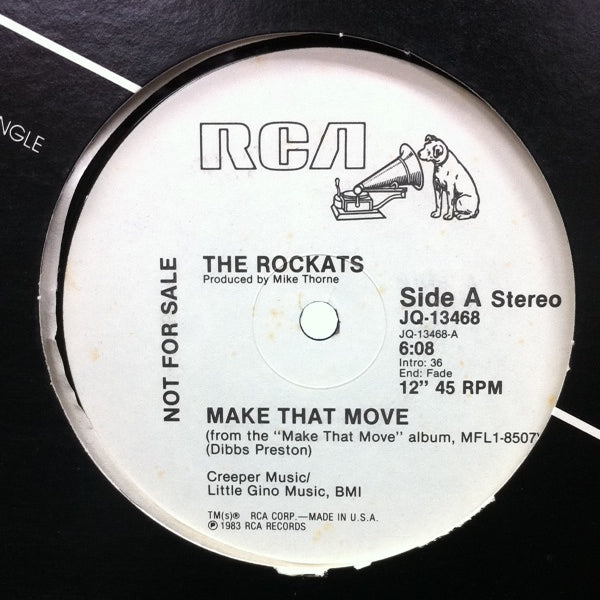 NGLE
RCA
THE ROCKATS
Produced by Mike Thorne
NOT FOR SALE
Side A Stereo
JQ-13468
JQ-13468-A
6:08
Intro: 36
End: Fade
12” 45 RPM
MAKE THAT MOVE
(from the “Make That Move” album, MFL1-8507)
(Dibbs Preston)
Creeper Music/
Little Gino Music, BMI
TM(s)® RCA CORP.—MADE IN U.S.A.
℗ 1983 RCA RECORDS